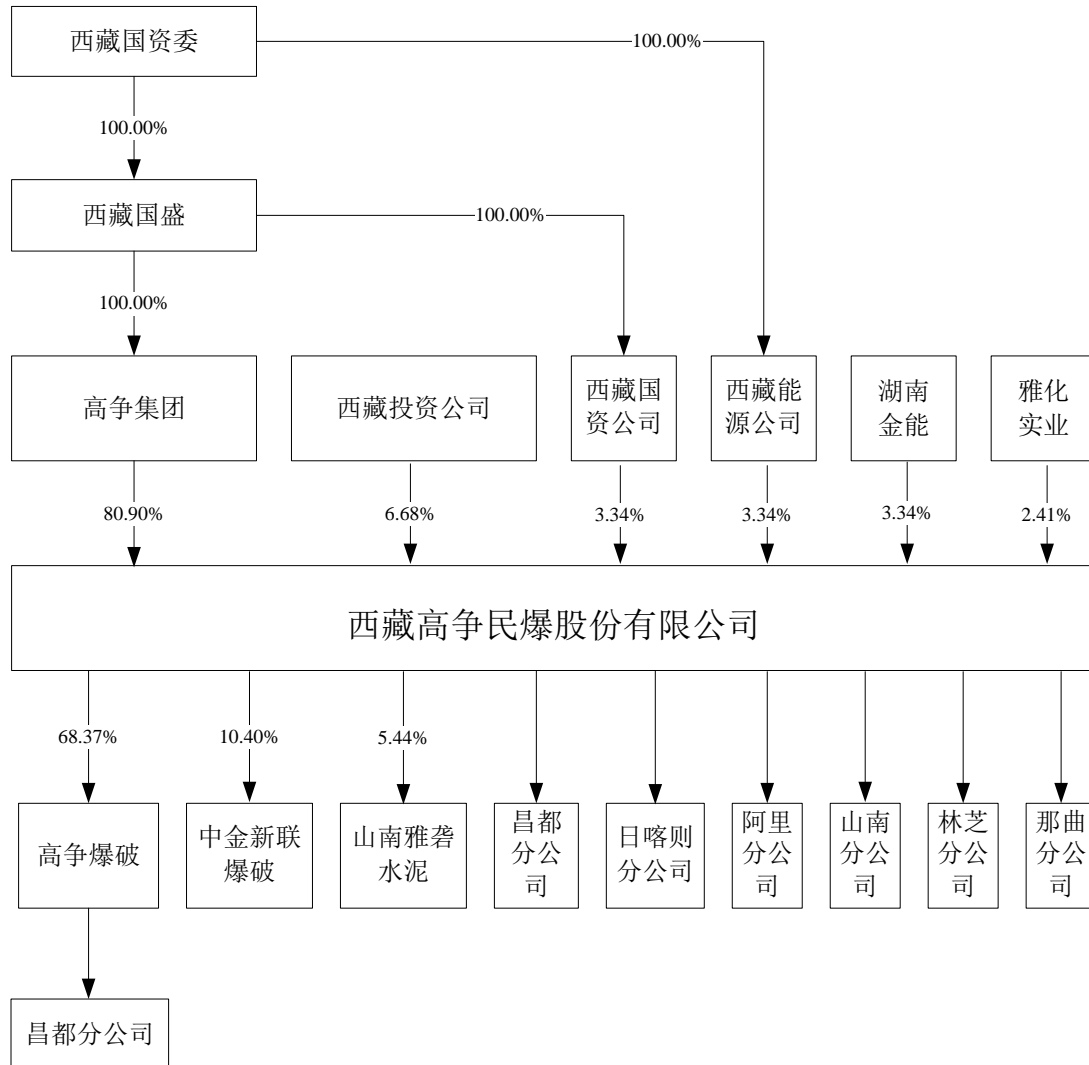 西藏国资委
100.00%
100.00%
西藏国盛
100.00%
100.00%
高争集团
西藏投资公司
西藏国
资公司
西藏能
源公司
湖南
金能
雅化
实业
80.90%
6.68%
3.34%
3.34%
3.34%
2.41%
西藏高争民爆股份有限公司
68.37%
10.40%
5.44%
高争爆破
中金新联
爆破
山南雅砻
水泥
昌都
分公
司
日喀则
分公司
阿里
分公
司
山南
分公
司
林芝
分公
司
那曲
分公
司
昌都分公司